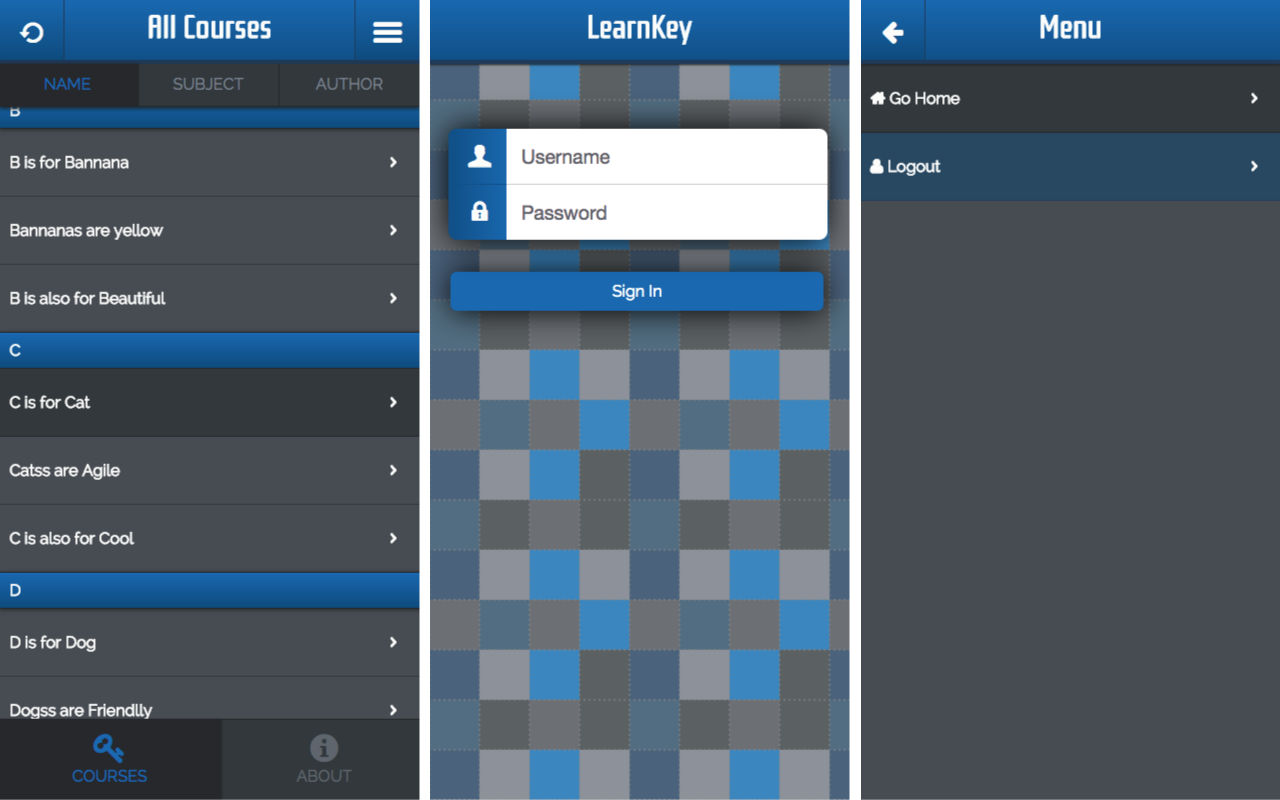 All Courses
NAME SUBJECT AUTHOR
B
B is for Bannana
Bannanas are yellow
B is also for Beautiful
C
C is for Cat
Catss are Agile
C is also for Cool
D
D is for Dog
Dogss are Friendlly
COURSES ABOUT
LearnKey
Username
Password
Sign In
Menu
Go Home
Logout